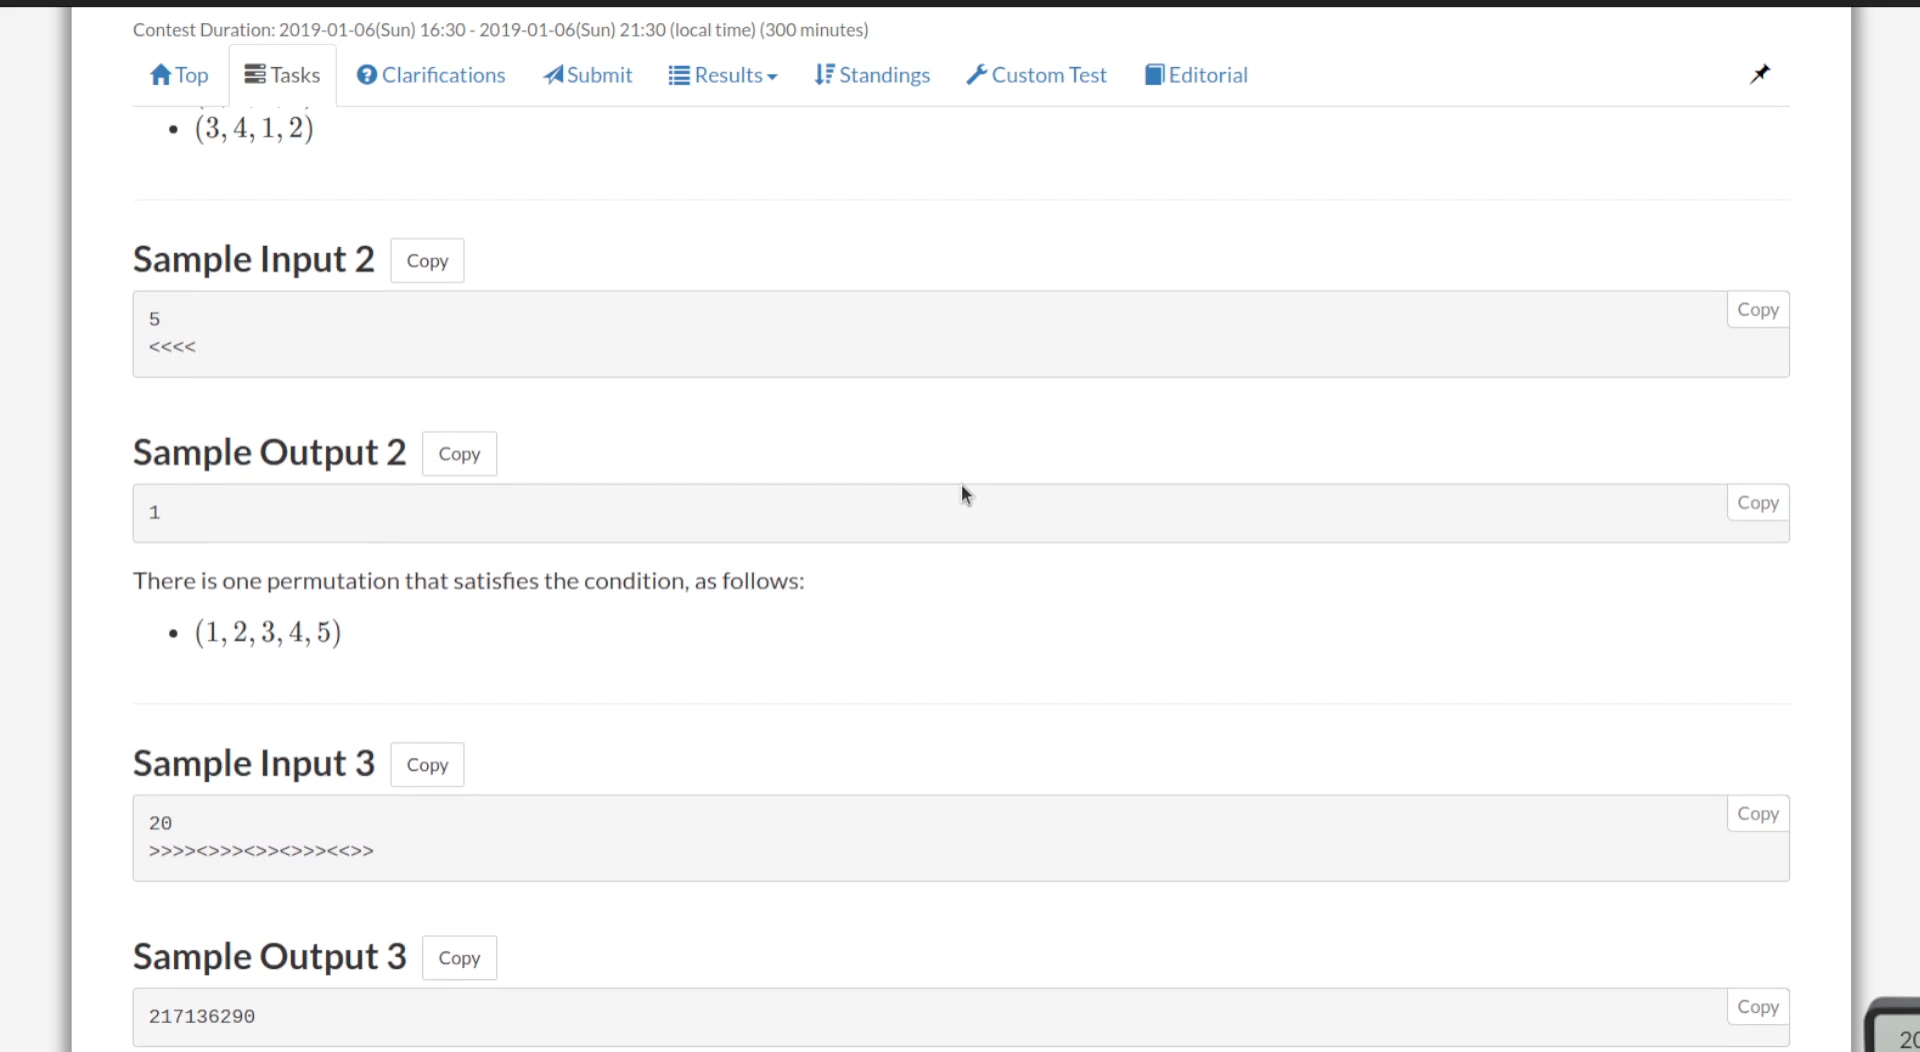 Contest Duration: 2019-01-06(Sun) 16:30 - 2019-01-06(Sun) 21:30 (local time) (300 minutes)
Top Tasks Clarifications Submit Results Standings Custom Test Editorial
• (3, 4, 1, 2)
Sample Input 2 Copy
Copy
5
<<<<
Sample Output 2 Copy
Copy
1
There is one permutation that satisfies the condition, as follows:
• (1, 2, 3, 4, 5)
Sample Input 3 Copy
Copy
20
>>>><>>><>><>>><<>>
Sample Output 3 Copy
Copy
217136290